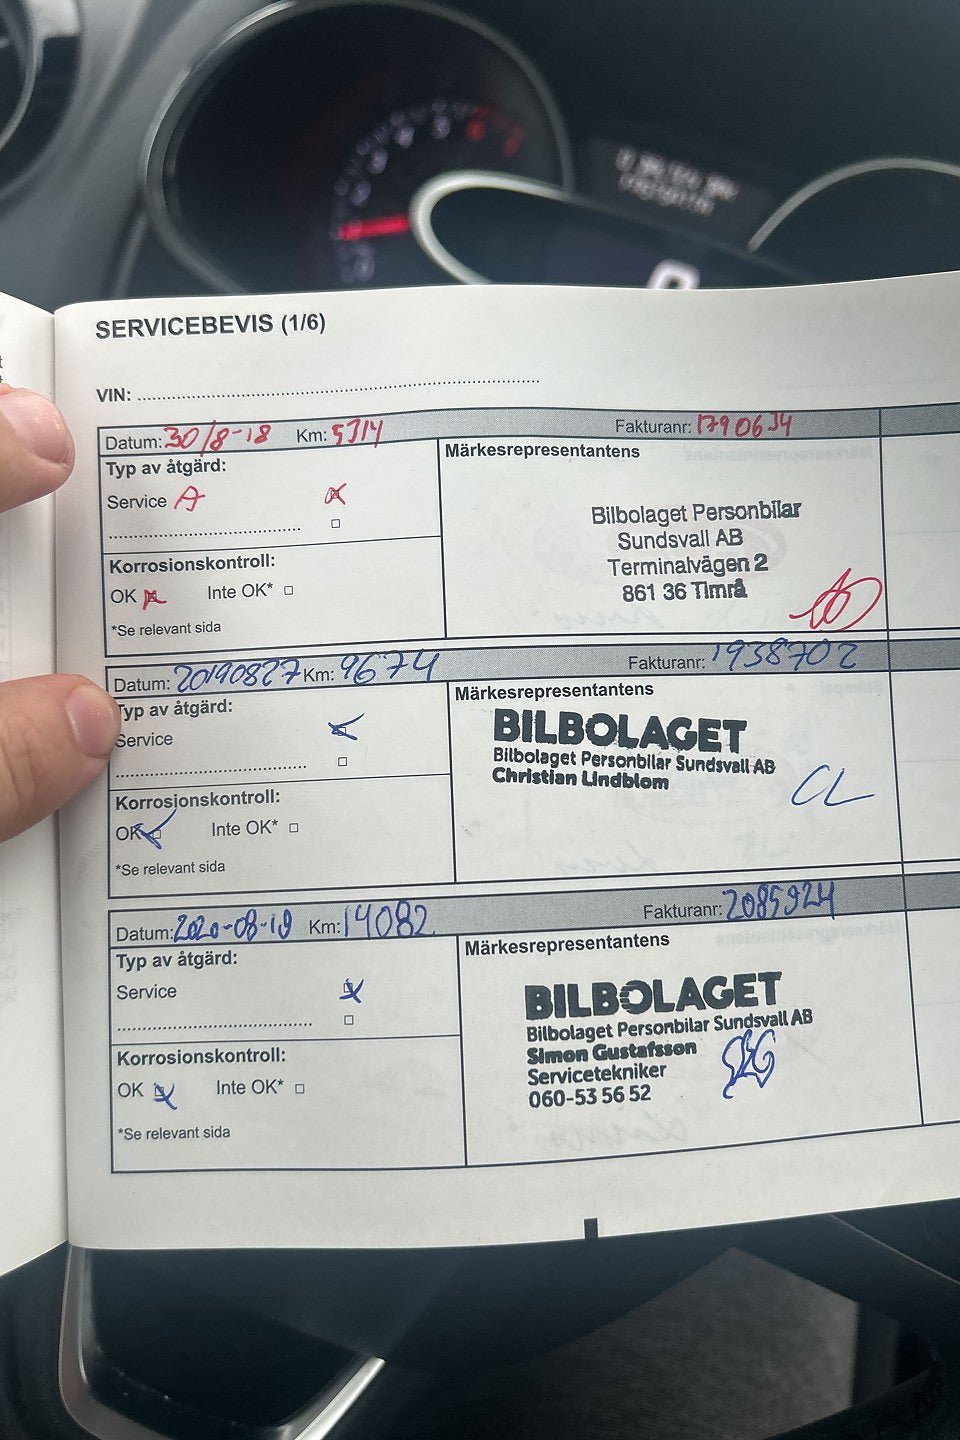 SERVICEBEVIS (1/6)
VIN:
Datum: 30/8-18 Km: 5314 Fakturanr: 1790634
Typ av åtgärd:
Märkesrepresentantens
Service A
Bilbolaget Personbilar
Sundsvall AB
Terminalvägen 2
861 36 Timrå
Korrosionskontroll:
OK Inte OK*
*Se relevant sida
Datum: 20190827 Km: 9674 Fakturanr: 1938702
Typ av åtgärd:
Märkesrepresentantens
Service
BILBOLAGET
Bilbolaget Personbilar Sundsvall AB
Christian Lindblom
CL
Korrosionskontroll:
OK Inte OK*
*Se relevant sida
Datum: 2020-08-19 Km: 14082 Fakturanr: 2085924
Typ av åtgärd:
Märkesrepresentantens
Service
BILBOLAGET
Bilbolaget Personbilar Sundsvall AB
Simon Gustafsson
Servicetekniker
060-53 56 52
Korrosionskontroll:
OK Inte OK*
*Se relevant sida